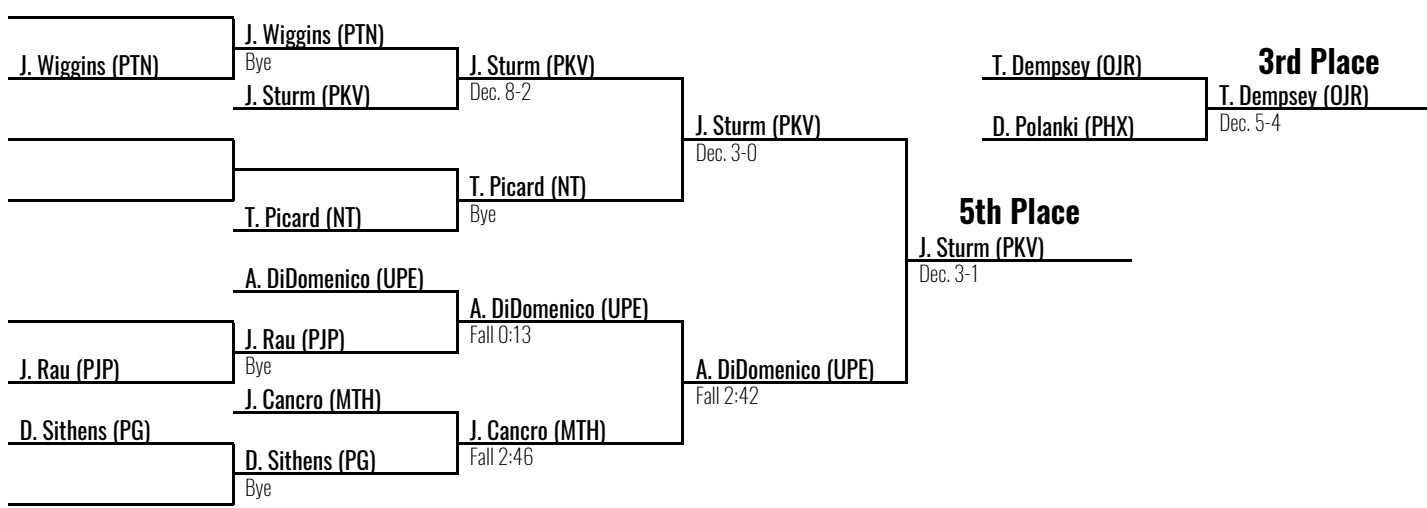 J. Wiggins (PTN)
J. Wiggins (PTN)
Bye
J. Sturm (PKV)
J. Sturm (PKV)
Dec. 8-2
T. Picard (NT)
T. Picard (NT)
Bye
J. Sturm (PKV)
Dec. 3-0
A. DiDomenico (UPE)
J. Rau (PJP)
J. Rau (PJP)
Bye
A. DiDomenico (UPE)
Fall 0:13
J. Cancro (MTH)
D. Sithens (PG)
D. Sithens (PG)
Bye
J. Cancro (MTH)
Fall 2:46
A. DiDomenico (UPE)
Fall 2:42
5th Place
J. Sturm (PKV)
Dec. 3-1
T. Dempsey (OJR)
D. Polanki (PHX)
3rd Place
T. Dempsey (OJR)
Dec. 5-4